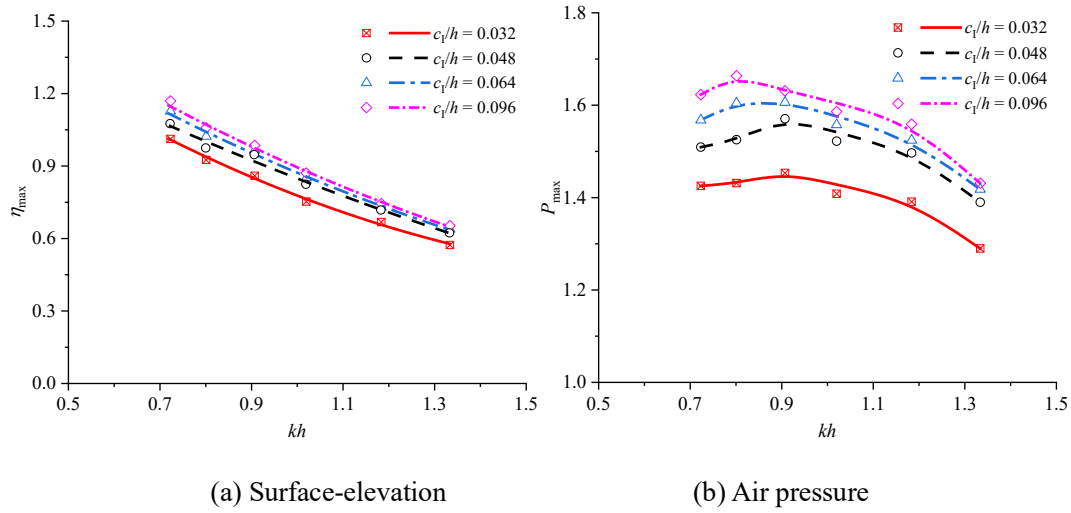 1.5
1.2
0.9
0.6
0.3
0.0
η_max
0.5 0.7 0.9 1.1 1.3 1.5
kh
c_I/h = 0.032
c_I/h = 0.048
c_I/h = 0.064
c_I/h = 0.096
(a) Surface-elevation
1.8
1.6
1.4
1.2
1.0
P_max
0.5 0.7 0.9 1.1 1.3 1.5
kh
c_I/h = 0.032
c_I/h = 0.048
c_I/h = 0.064
c_I/h = 0.096
(b) Air pressure